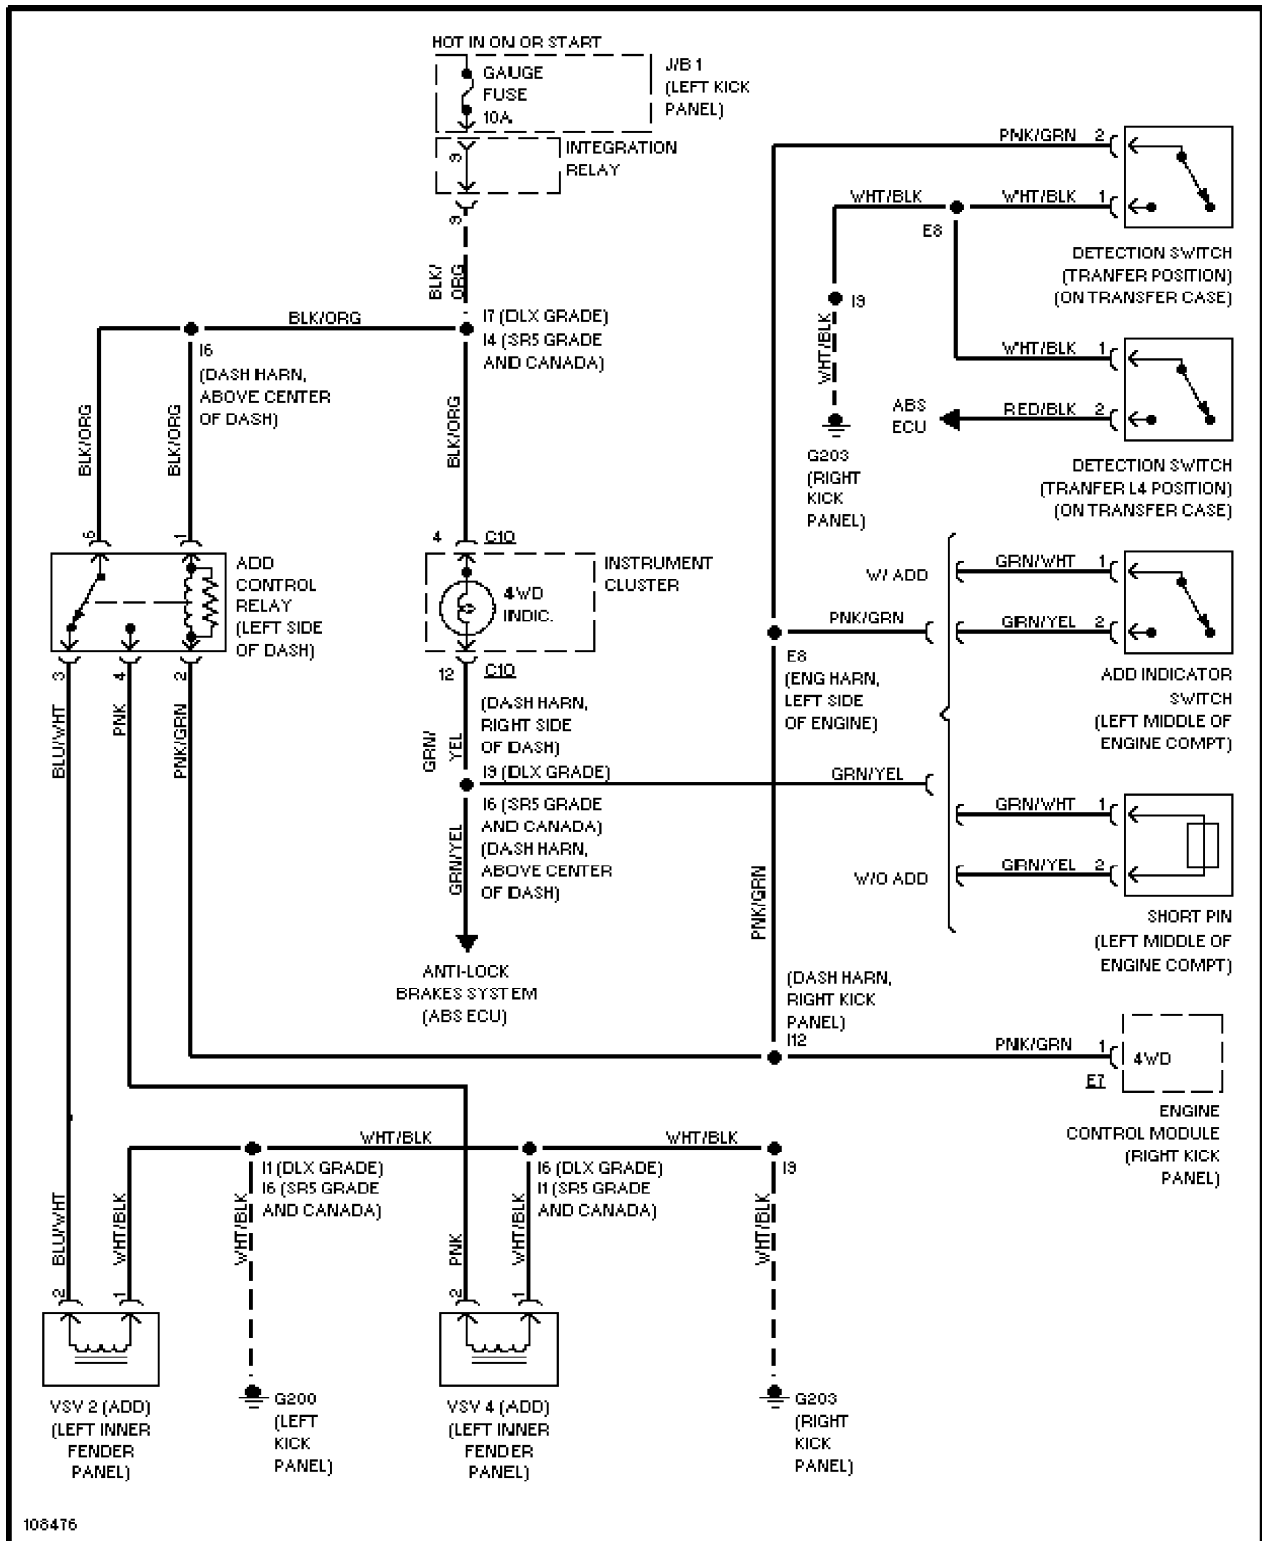 HOT IN ON OR START
GAUGE
FUSE
10A
J/B 1
(LEFT KICK
PANEL)
9
INTEGRATION
RELAY
9
BLK/
ORG
BLK/ORG
I7 (DLX GRADE)
I4 (SR5 GRADE
AND CANADA)
I6
(DASH HARN,
ABOVE CENTER
OF DASH)
BLK/ORG
BLK/ORG
BLK/ORG
PNK/GRN 2
WHT/BLK
WHT/BLK 1
E8
DETECTION SWITCH
(TRANFER POSITION)
(ON TRANSFER CASE)
I9
WHT/BLK
WHT/BLK 1
ABS
ECU
RED/BLK 2
G203
(RIGHT
KICK
PANEL)
DETECTION SWITCH
(TRANFER L4 POSITION)
(ON TRANSFER CASE)
6
1
ADD
CONTROL
RELAY
(LEFT SIDE
OF DASH)
4 C10
4WD
INDIC.
INSTRUMENT
CLUSTER
W/ ADD
GRN/WHT 1
PNK/GRN
GRN/YEL 2
E8
(ENG HARN,
LEFT SIDE
OF ENGINE)
ADD INDICATOR
SWITCH
(LEFT MIDDLE OF
ENGINE COMPT)
3
4
2
BLU/WHT
PNK
PNK/GRN
12 C10
(DASH HARN,
RIGHT SIDE
OF DASH)
GRN/
YEL
I9 (DLX GRADE)
GRN/YEL
I6 (SR5 GRADE
AND CANADA)
(DASH HARN,
ABOVE CENTER
OF DASH)
GRN/YEL
GRN/WHT 1
W/O ADD
GRN/YEL 2
PNK/GRN
SHORT PIN
(LEFT MIDDLE OF
ENGINE COMPT)
ANTI-LOCK
BRAKES SYSTEM
(ABS ECU)
(DASH HARN,
RIGHT KICK
PANEL)
I12
PNK/GRN 1
4WD
E7
ENGINE
CONTROL MODULE
(RIGHT KICK
PANEL)
WHT/BLK
WHT/BLK
I1 (DLX GRADE)
I6 (SR5 GRADE
AND CANADA)
I6 (DLX GRADE)
I1 (SR5 GRADE
AND CANADA)
I9
BLU/WHT
WHT/BLK
WHT/BLK
PNK
WHT/BLK
WHT/BLK
2
1
2
1
VSV 2 (ADD)
(LEFT INNER
FENDER
PANEL)
G200
(LEFT
KICK
PANEL)
VSV 4 (ADD)
(LEFT INNER
FENDER
PANEL)
G203
(RIGHT
KICK
PANEL)
108476